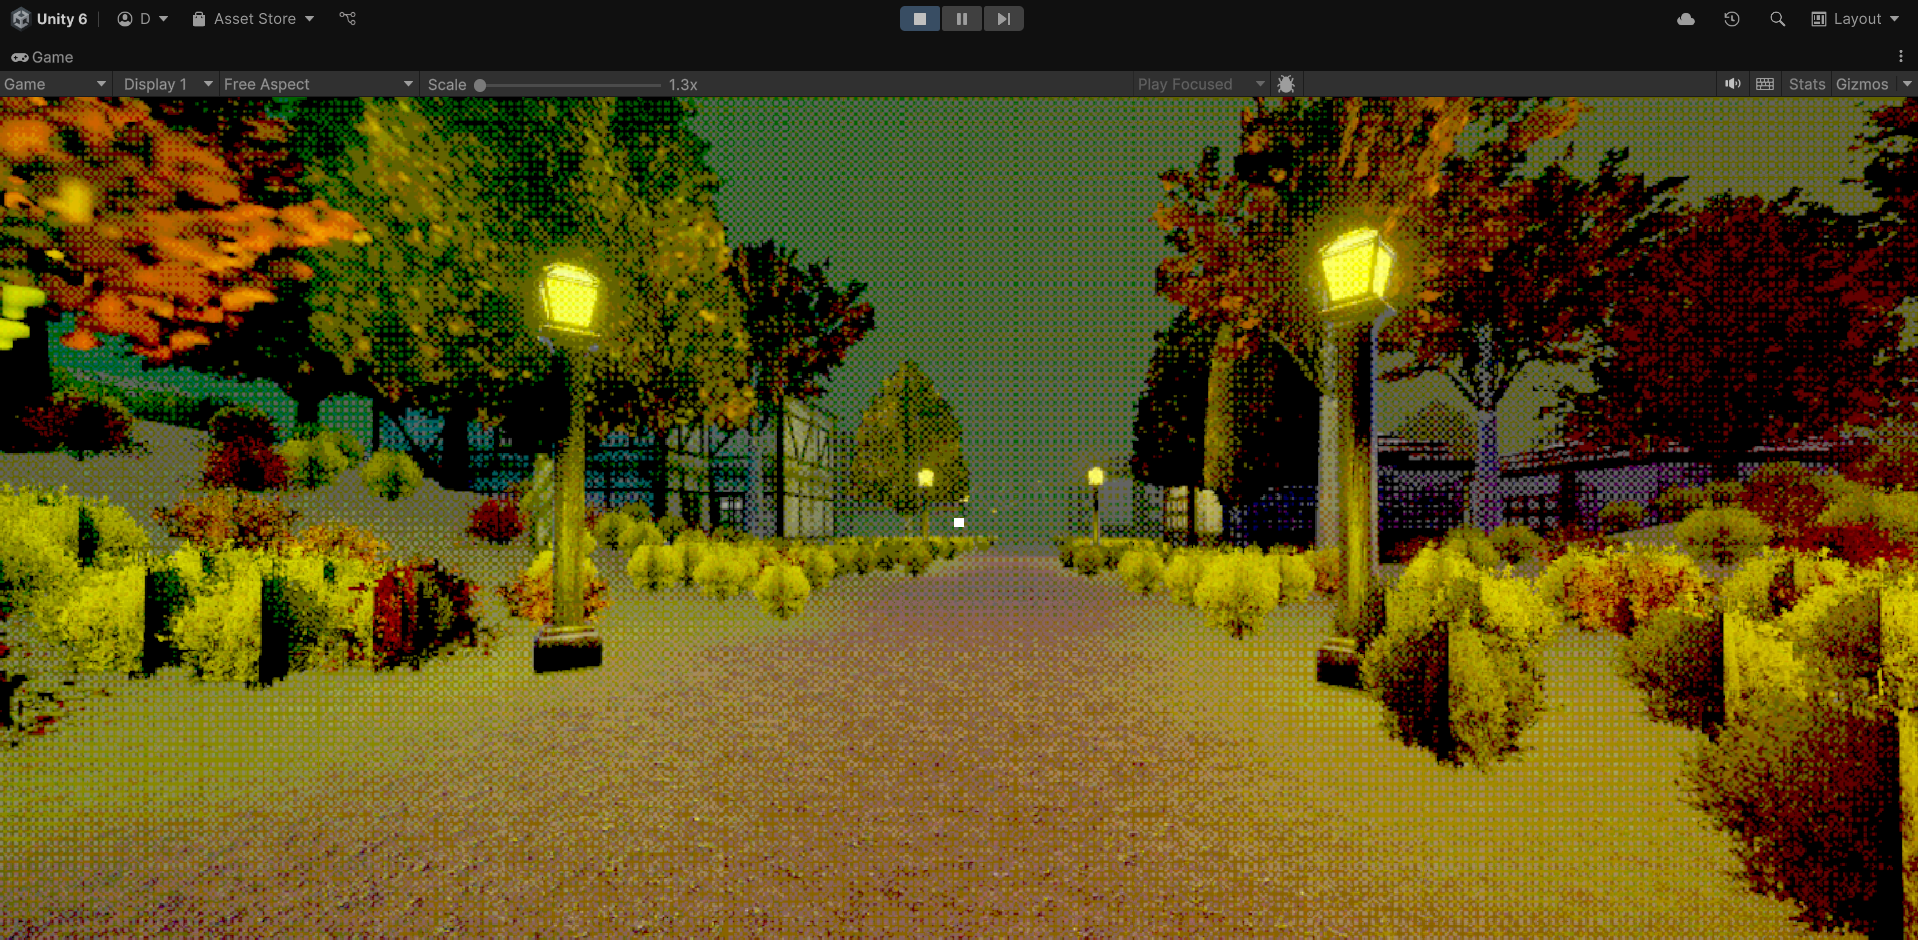 Unity 6 D Asset Store Layout
Game
Game Display 1 Free Aspect Scale 1.3x Play Focused Stats Gizmos